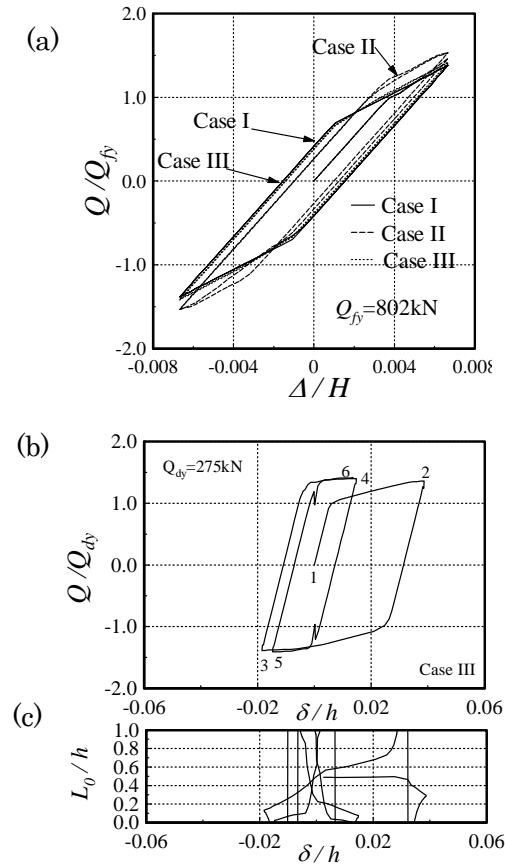 (a)
2.0
1.0
0.0
-1.0
-2.0
Q/Q_fy
Case II
Case I
Case III
Case I
Case II
Case III
Q_fy=802kN
-0.008 -0.004 0 0.004 0.008
Δ/H
(b)
2.0
1.0
0.0
-1.0
-2.0
Q/Q_dy
Q_dy=275kN
6 4 2
1
3 5
Case III
-0.06 -0.02 0.02 0.06
δ/h
(c)
1.0
0.8
0.6
0.4
0.2
0.0
L_0/h
-0.06 -0.02 0.02 0.06
δ/h